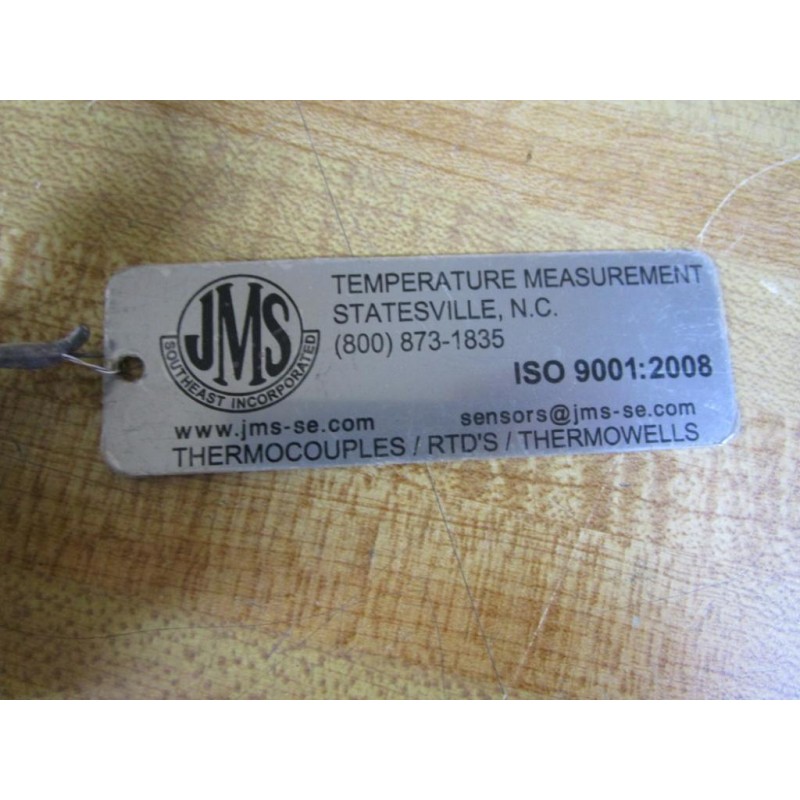 JMS
SOUTHEAST INCORPORATED
TEMPERATURE MEASUREMENT
STATESVILLE, N.C.
(800) 873-1835
ISO 9001:2008
www.jms-se.com
sensors@jms-se.com
THERMOCOUPLES / RTD'S / THERMOWELLS